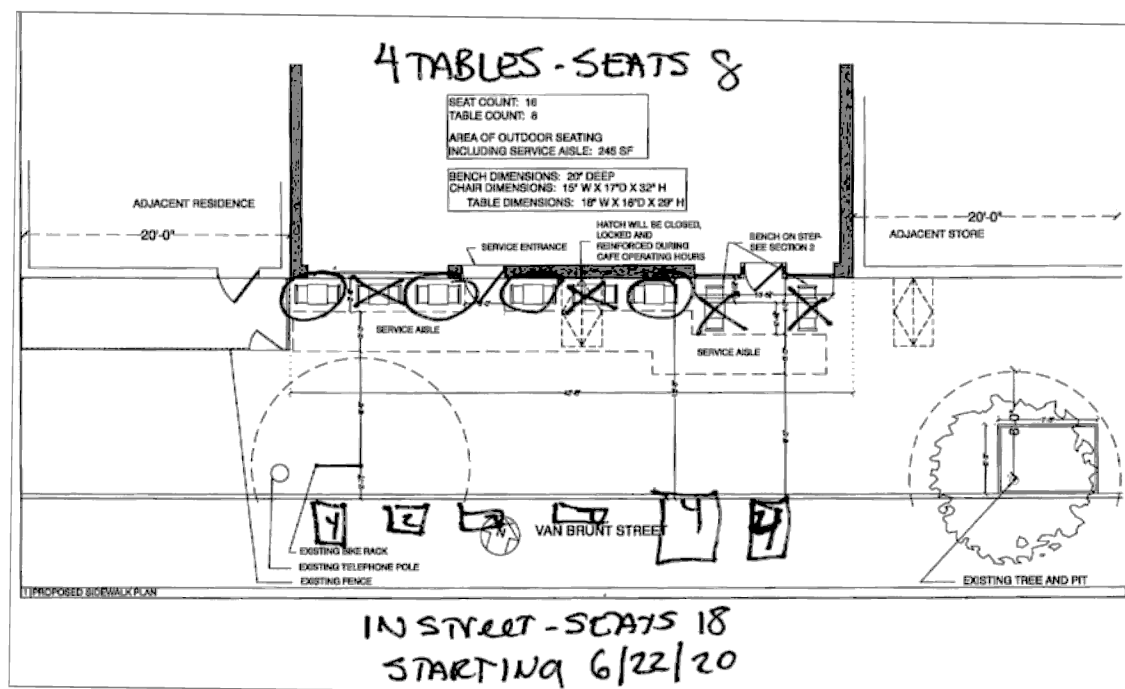 4 TABLES - SEATS 8
SEAT COUNT: 16
TABLE COUNT: 8
AREA OF OUTDOOR SEATING
INCLUDING SERVICE AISLE: 245 SF
BENCH DIMENSIONS: 20" DEEP
CHAIR DIMENSIONS: 15" W X 17"D X 32" H
TABLE DIMENSIONS: 18" W X 18"D X 29" H
ADJACENT RESIDENCE
20'-0"
SERVICE ENTRANCE
HATCH WILL BE CLOSED,
LOCKED AND
REINFORCED DURING
CAFE OPERATING HOURS
BENCH ON STEP-
SEE SECTION 2
20'-0"
ADJACENT STORE
SERVICE AISLE
SERVICE AISLE
4
2
4
4
VAN BRUNT STREET
EXISTING BIKE RACK
EXISTING TELEPHONE POLE
EXISTING FENCE
EXISTING TREE AND PIT
1 PROPOSED SIDEWALK PLAN
IN STREET - SEATS 18
STARTING 6/22/20